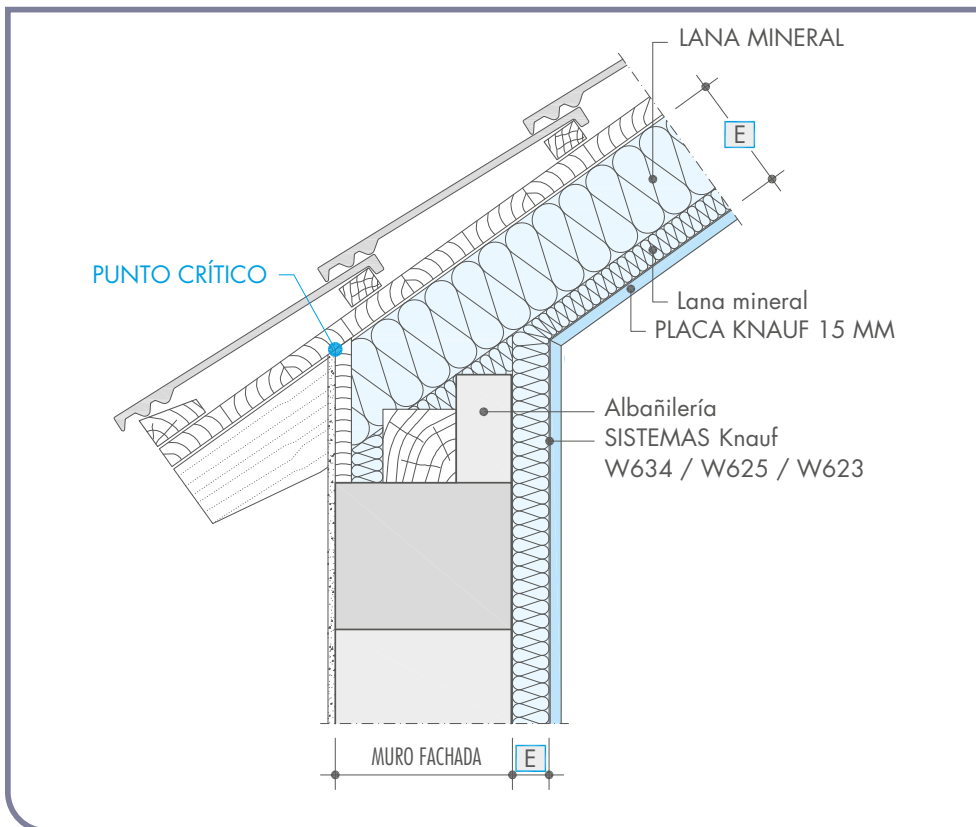 LANA MINERAL
E
PUNTO CRÍTICO
Lana mineral
PLACA KNAUF 15 MM
Albañilería
SISTEMAS Knauf
W634 / W625 / W623
MURO FACHADA
E